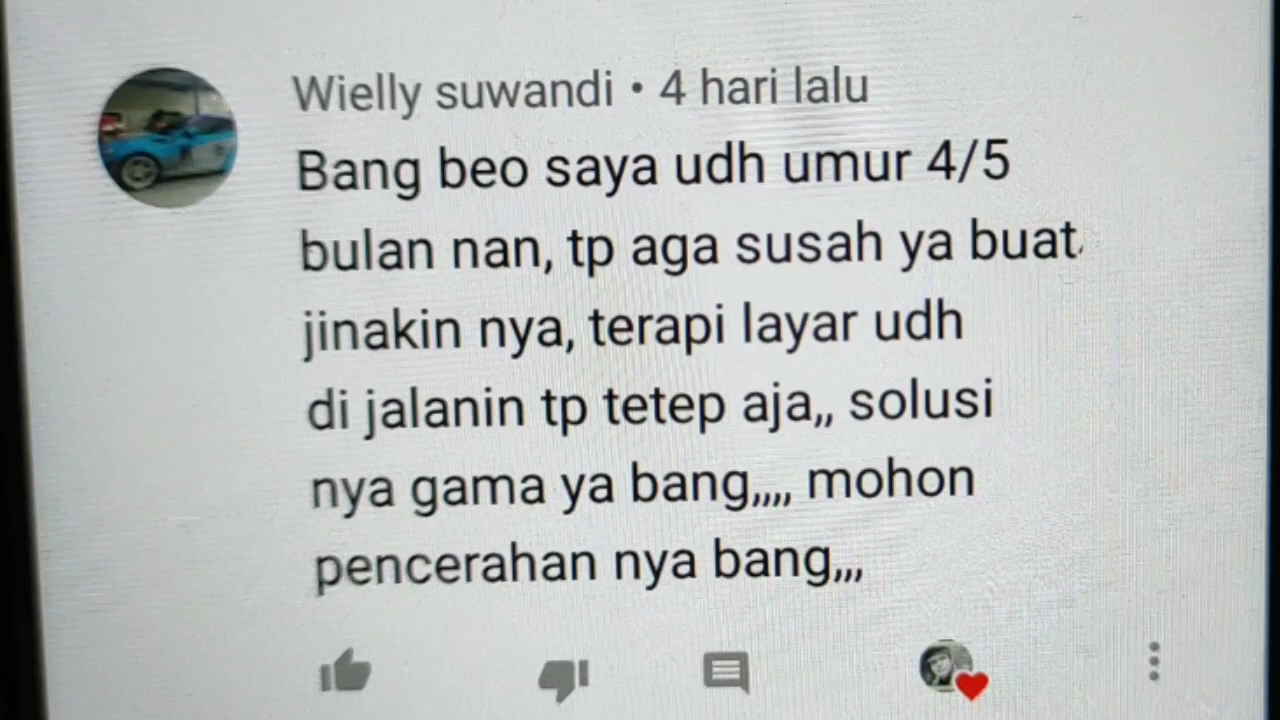 Wielly suwandi • 4 hari lalu
Bang beo saya udh umur 4/5
bulan nan, tp aga susah ya buat
jinakin nya, terapi layar udh
di jalanin tp tetep aja,, solusi
nya gama ya bang,,,, mohon
pencerahan nya bang,,,